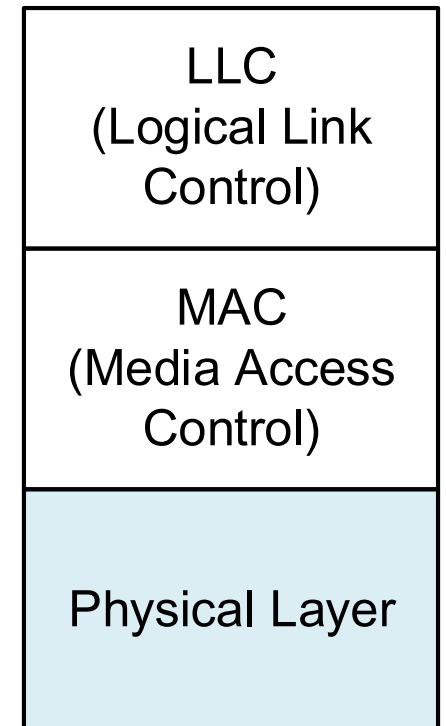 LLC
(Logical Link
Control)
MAC
(Media Access
Control)
Physical Layer